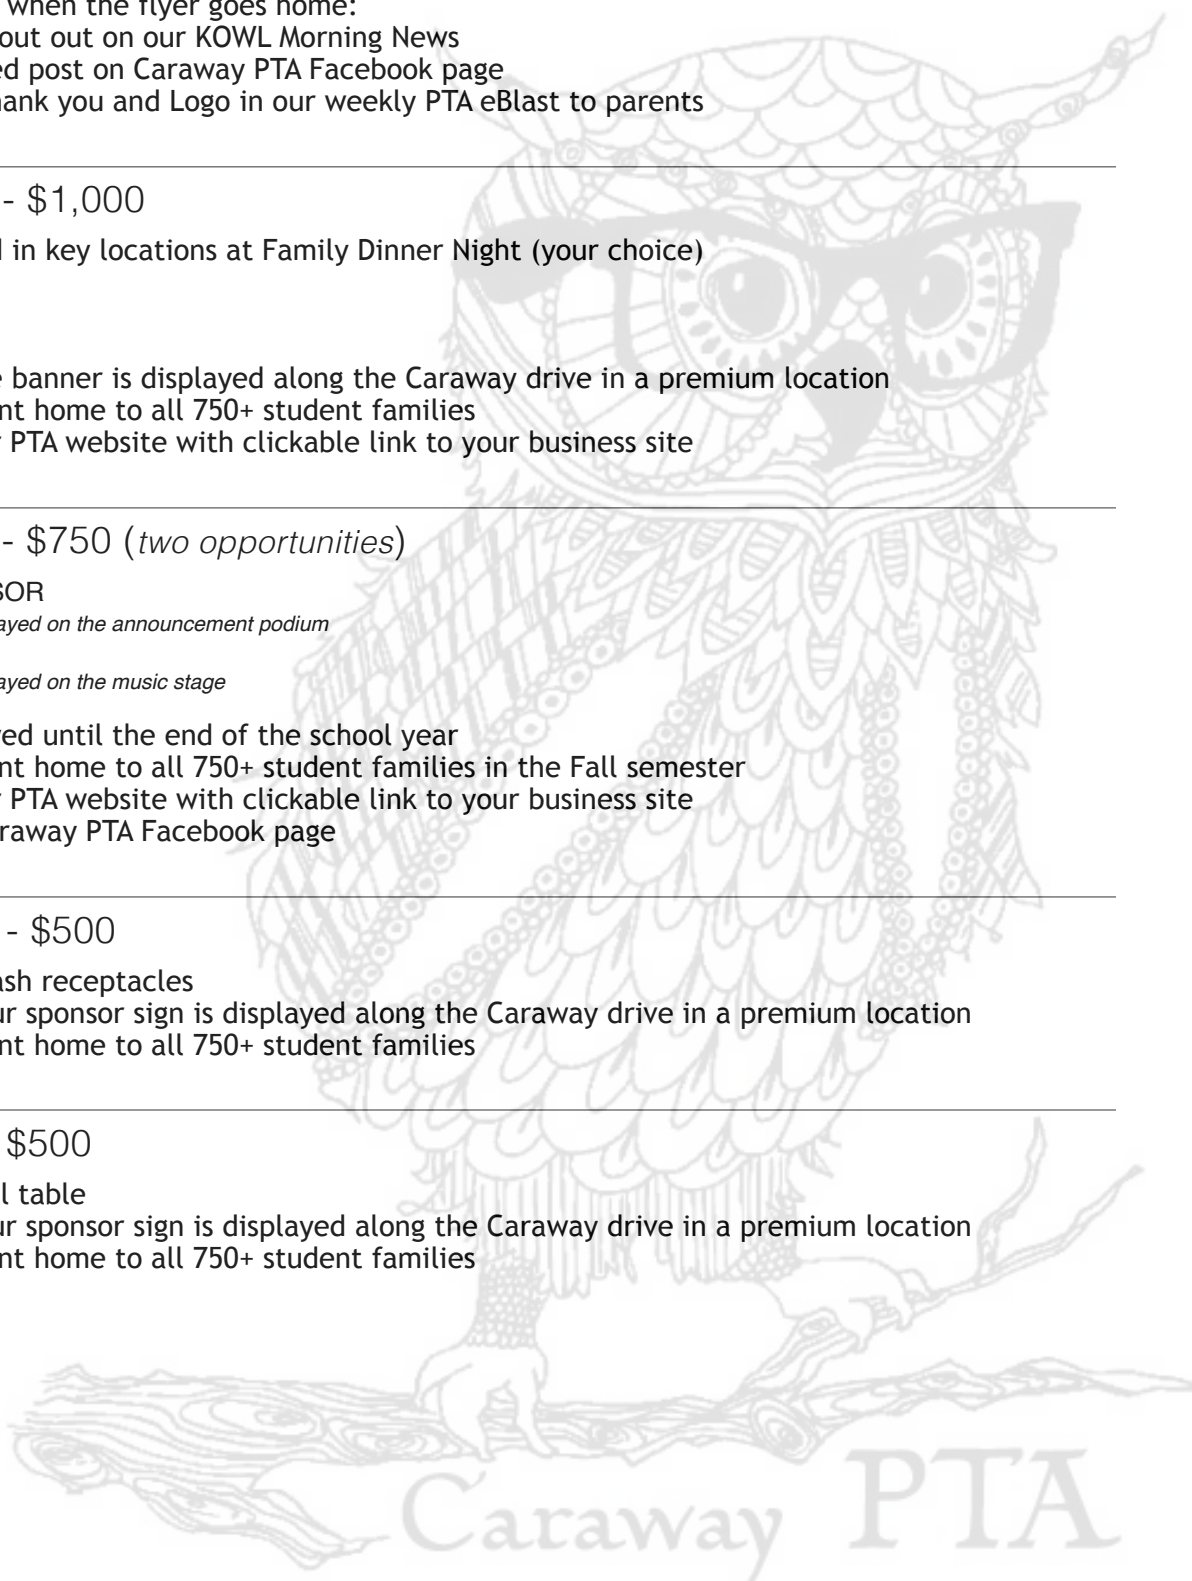 when the flyer goes home:
out out on our KOWL Morning News
ed post on Caraway PTA Facebook page
hank you and Logo in our weekly PTA eBlast to parents
- $1,000
in key locations at Family Dinner Night (your choice)
e banner is displayed along the Caraway drive in a premium location
nt home to all 750+ student families
PTA website with clickable link to your business site
- $750 (two opportunities)
SOR
ayed on the announcement podium
ayed on the music stage
ed until the end of the school year
nt home to all 750+ student families in the Fall semester
PTA website with clickable link to your business site
raway PTA Facebook page
- $500
ash receptacles
ur sponsor sign is displayed along the Caraway drive in a premium location
nt home to all 750+ student families
$500
l table
ur sponsor sign is displayed along the Caraway drive in a premium location
nt home to all 750+ student families
Caraway PTA